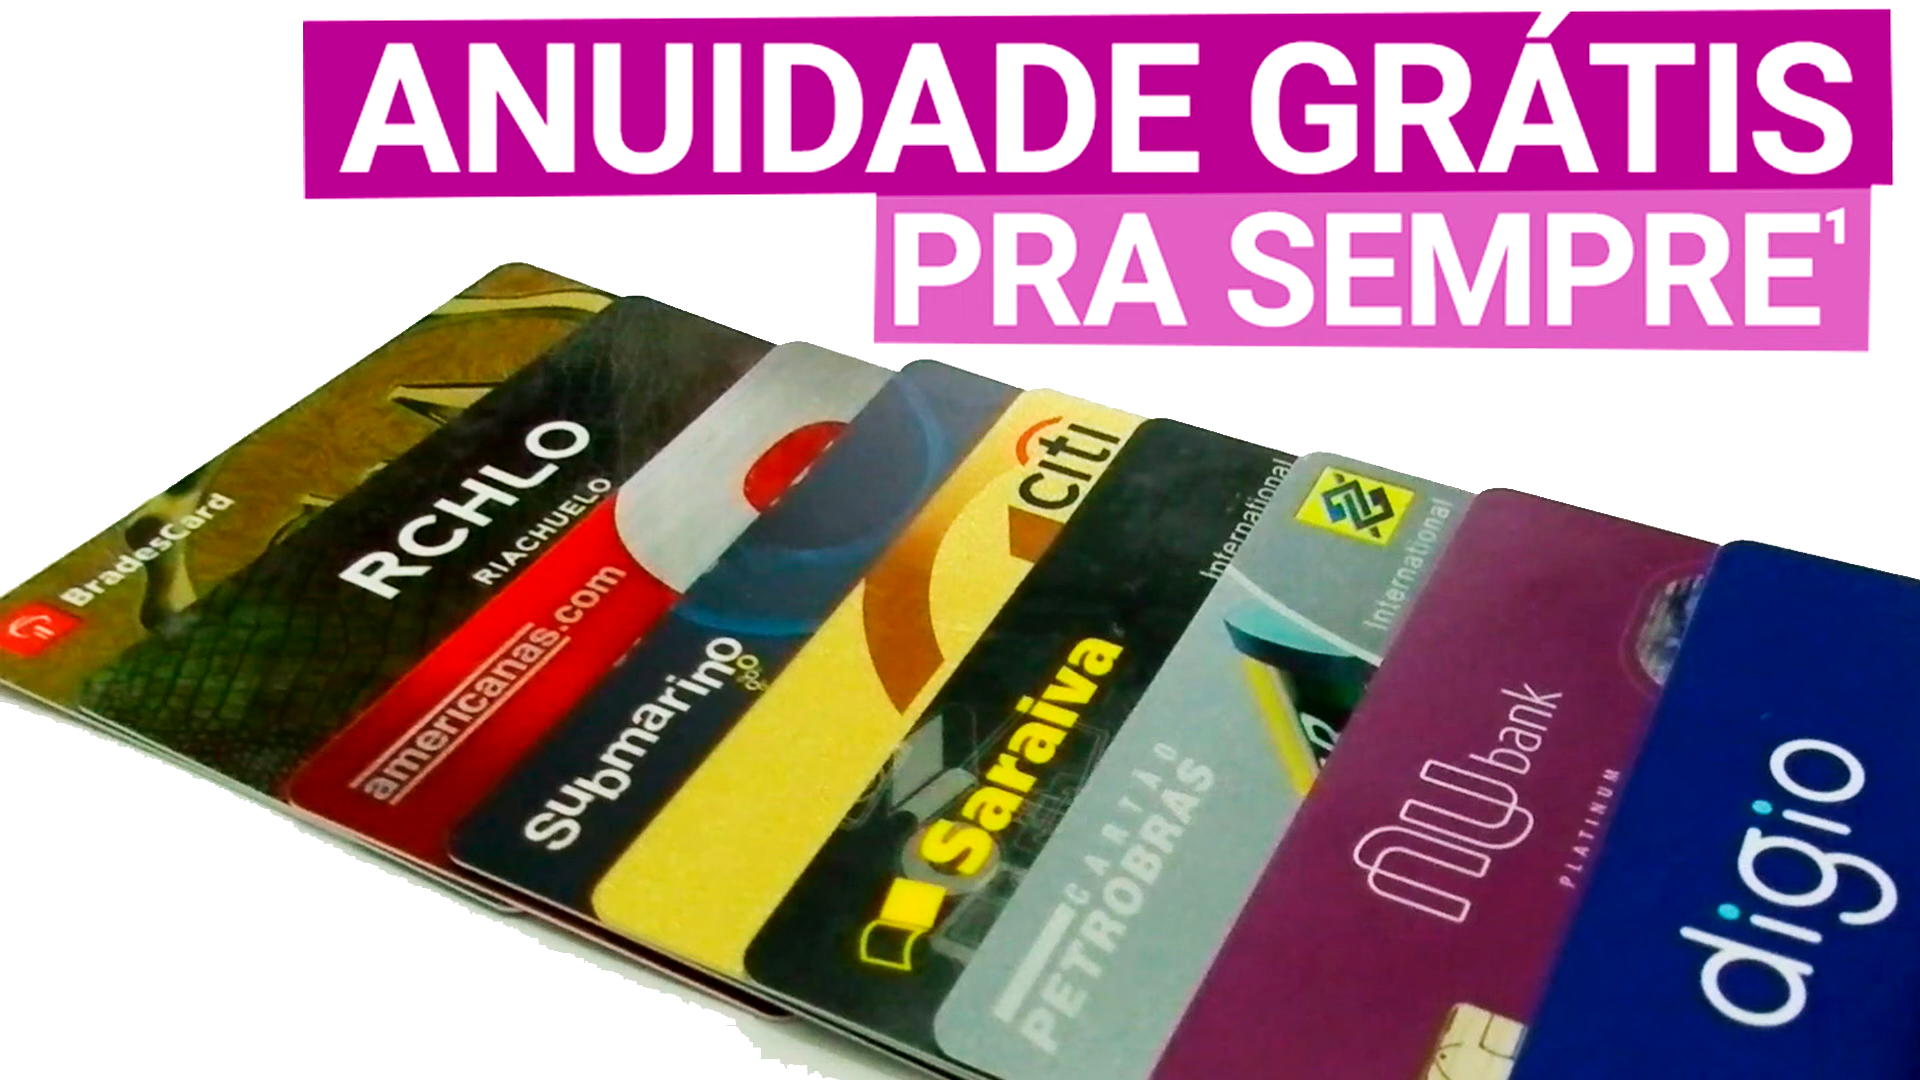 ANUIDADE GRÁTIS
PRA SEMPRE¹
BradesCard
RCHLO
RIACHUELO
americanas.com
Submarino
citi
International
Saraiva
International
CARTÃO
PETROBRAS
nubank
PLATINUM
digio